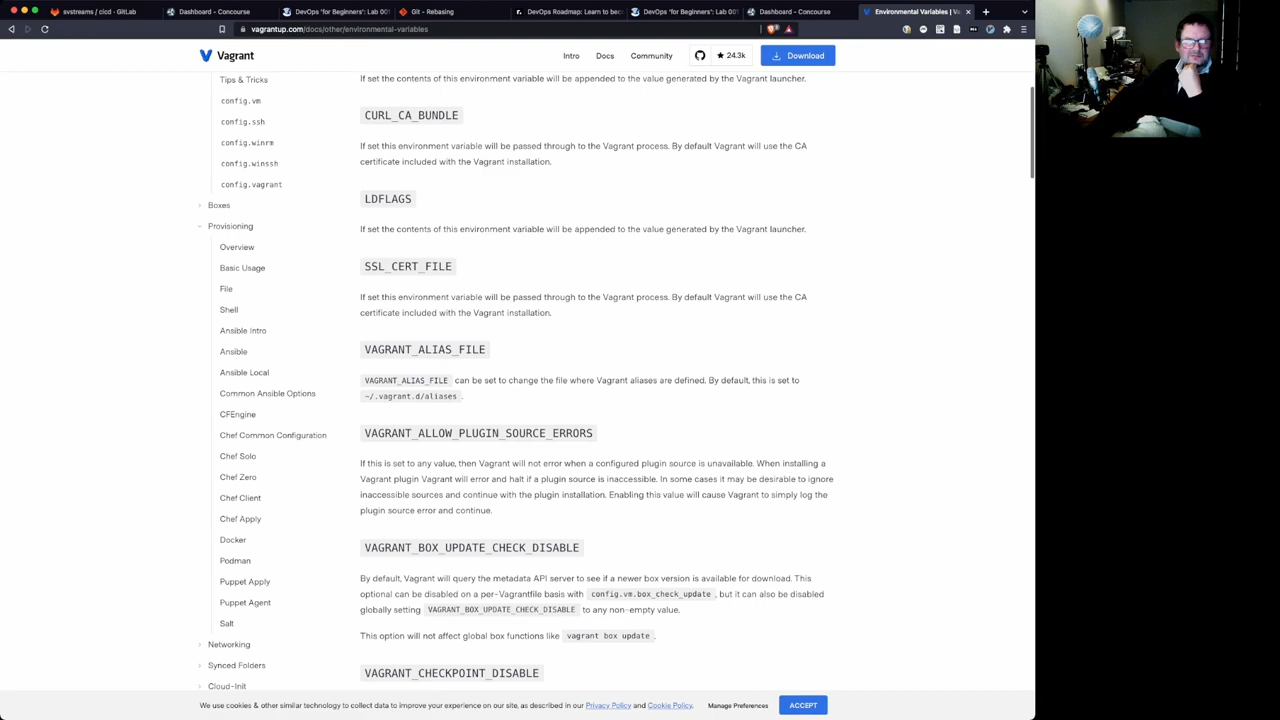 svstreams / cicd · GitLab
Dashboard - Concourse
DevOps "for Beginners": Lab 001
Git - Rebasing
DevOps Roadmap: Learn to bec
DevOps "for Beginners": Lab 001
Dashboard - Concourse
Environment Variables | Va
vagrantup.com/docs/other/environmental-variables
Vagrant
Intro
Docs
Community
24.3k
Download
Tips & Tricks
config.vm
config.ssh
config.winrm
config.winssh
config.vagrant
Boxes
Provisioning
Overview
Basic Usage
File
Shell
Ansible Intro
Ansible
Ansible Local
Common Ansible Options
CFEngine
Chef Common Configuration
Chef Solo
Chef Zero
Chef Client
Chef Apply
Docker
Podman
Puppet Apply
Puppet Agent
Salt
Networking
Synced Folders
Cloud-Init
If set the contents of this environment variable will be appended to the value generated by the Vagrant launcher.
CURL_CA_BUNDLE
If set this environment variable will be passed through to the Vagrant process. By default Vagrant will use the CA
certificate included with the Vagrant installation.
LDFLAGS
If set the contents of this environment variable will be appended to the value generated by the Vagrant launcher.
SSL_CERT_FILE
If set this environment variable will be passed through to the Vagrant process. By default Vagrant will use the CA
certificate included with the Vagrant installation.
VAGRANT_ALIAS_FILE
VAGRANT_ALIAS_FILE can be set to change the file where Vagrant aliases are defined. By default, this is set to
~/.vagrant.d/aliases .
VAGRANT_ALLOW_PLUGIN_SOURCE_ERRORS
If this is set to any value, then Vagrant will not error when a configured plugin source is unavailable. When installing a
Vagrant plugin Vagrant will error and halt if a plugin source is inaccessible. In some cases it may be desirable to ignore
inaccessible sources and continue with the plugin installation. Enabling this value will cause Vagrant to simply log the
plugin source error and continue.
VAGRANT_BOX_UPDATE_CHECK_DISABLE
By default, Vagrant will query the metadata API server to see if a newer box version is available for download. This
optional can be disabled on a per-Vagrantfile basis with config.vm.box_check_update , but it can also be disabled
globally setting VAGRANT_BOX_UPDATE_CHECK_DISABLE to any non-empty value.
This option will not affect global box functions like vagrant box update .
VAGRANT_CHECKPOINT_DISABLE
We use cookies & other similar technology to collect data to improve your experience on our site, as described in our Privacy Policy and Cookie Policy.
Manage Preferences
ACCEPT